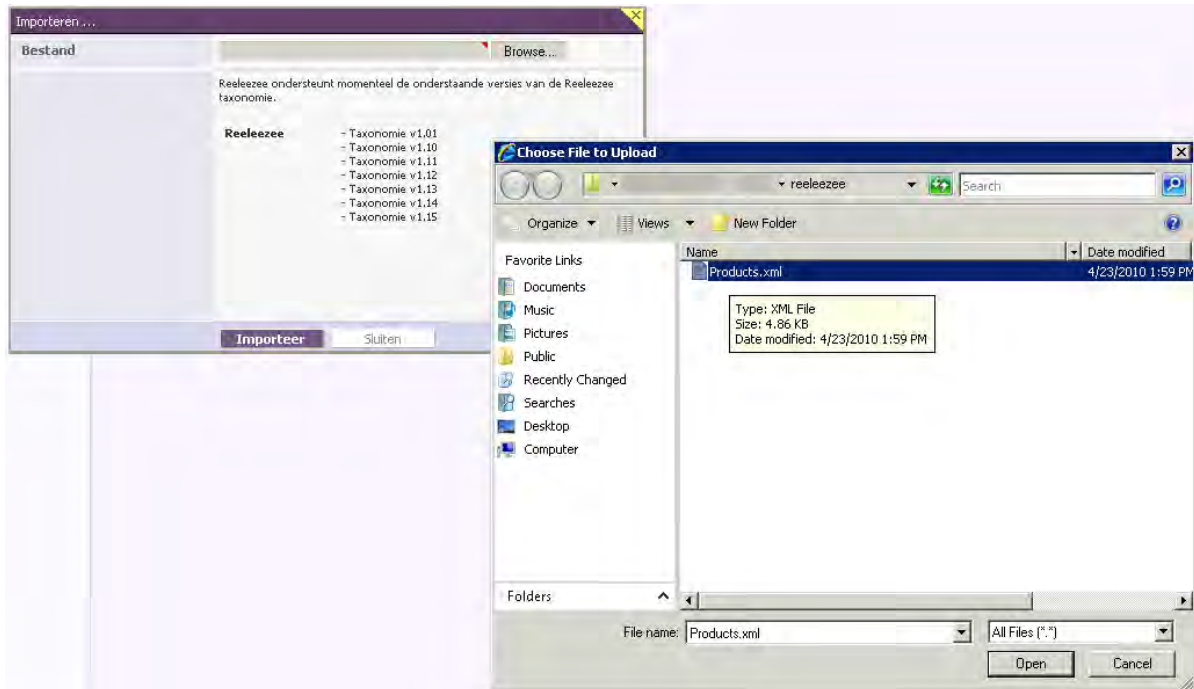 Importeren ...
Bestand
Browse...
Reeleezee ondersteunt momenteel de onderstaande versies van de Reeleezee
taxonomie.
Reeleezee
- Taxonomie v1.01
- Taxonomie v1.10
- Taxonomie v1.11
- Taxonomie v1.12
- Taxonomie v1.13
- Taxonomie v1.14
- Taxonomie v1.15
Importeer
Sluiten
Choose File to Upload
reeleezee
Search
Organize
Views
New Folder
Favorite Links
Documents
Music
Pictures
Public
Recently Changed
Searches
Desktop
Computer
Folders
Name
Date modified
Products.xml
4/23/2010 1:59 PM
Type: XML File
Size: 4.86 KB
Date modified: 4/23/2010 1:59 PM
File name:
Products.xml
All Files (*.*)
Open
Cancel